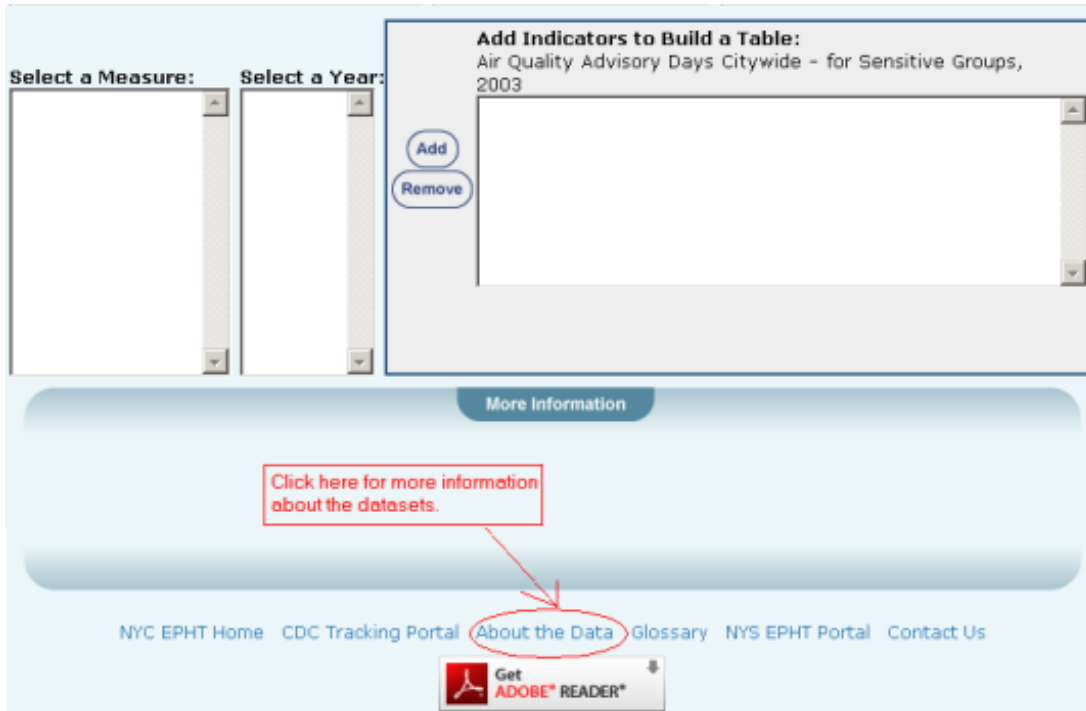 Select a Measure:
Select a Year:
Add Indicators to Build a Table:
Air Quality Advisory Days Citywide - for Sensitive Groups,
2003
Add
Remove
More Information
Click here for more information
about the datasets.
NYC EPHT Home CDC Tracking Portal About the Data Glossary NYS EPHT Portal Contact Us
Get
ADOBE® READER®